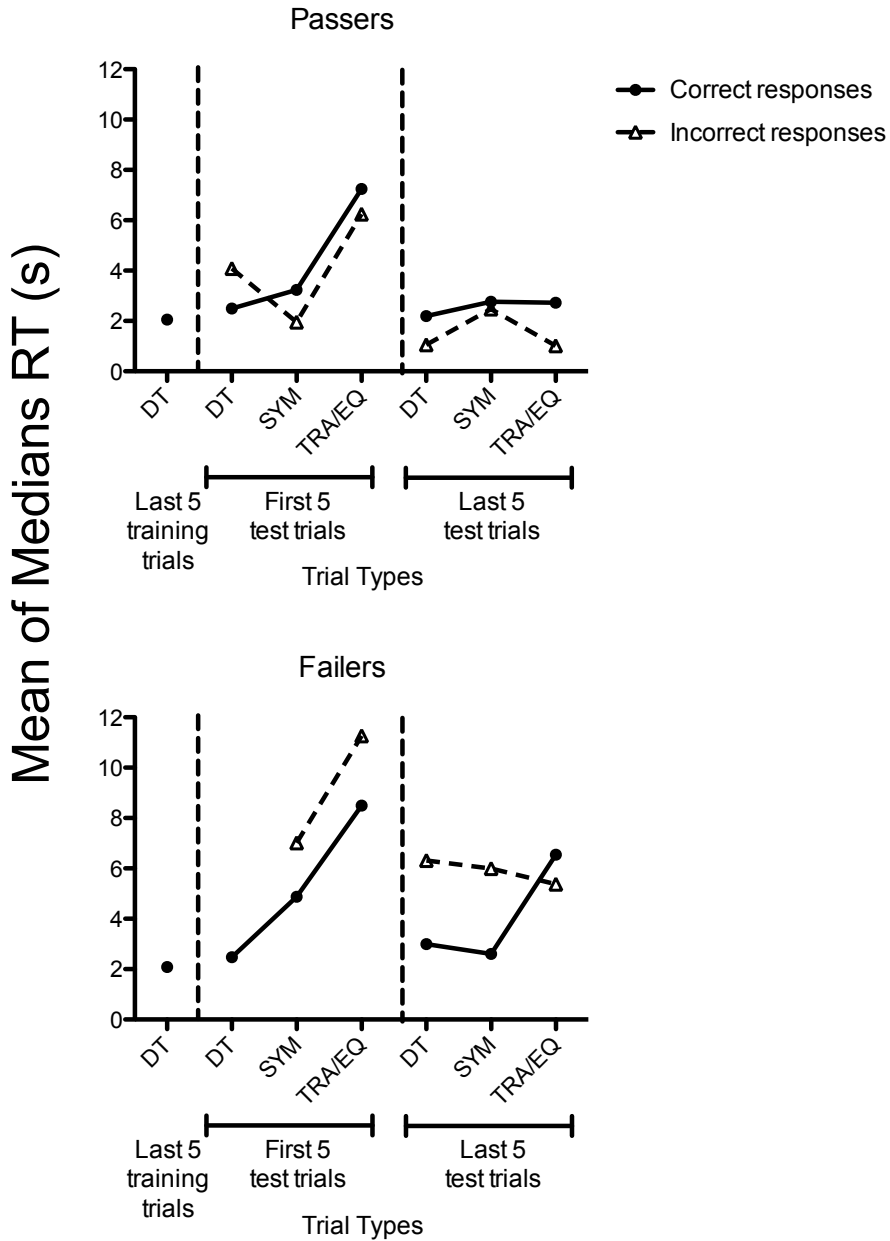 Passers
Correct responses
Incorrect responses
Mean of Medians RT (s)
12
10
8
6
4
2
0
DT
DT
SYM
TRA/EQ
DT
SYM
TRA/EQ
Last 5
training
trials
First 5
test trials
Last 5
test trials
Trial Types
Failers
12
10
8
6
4
2
0
DT
DT
SYM
TRA/EQ
DT
SYM
TRA/EQ
Last 5
training
trials
First 5
test trials
Last 5
test trials
Trial Types